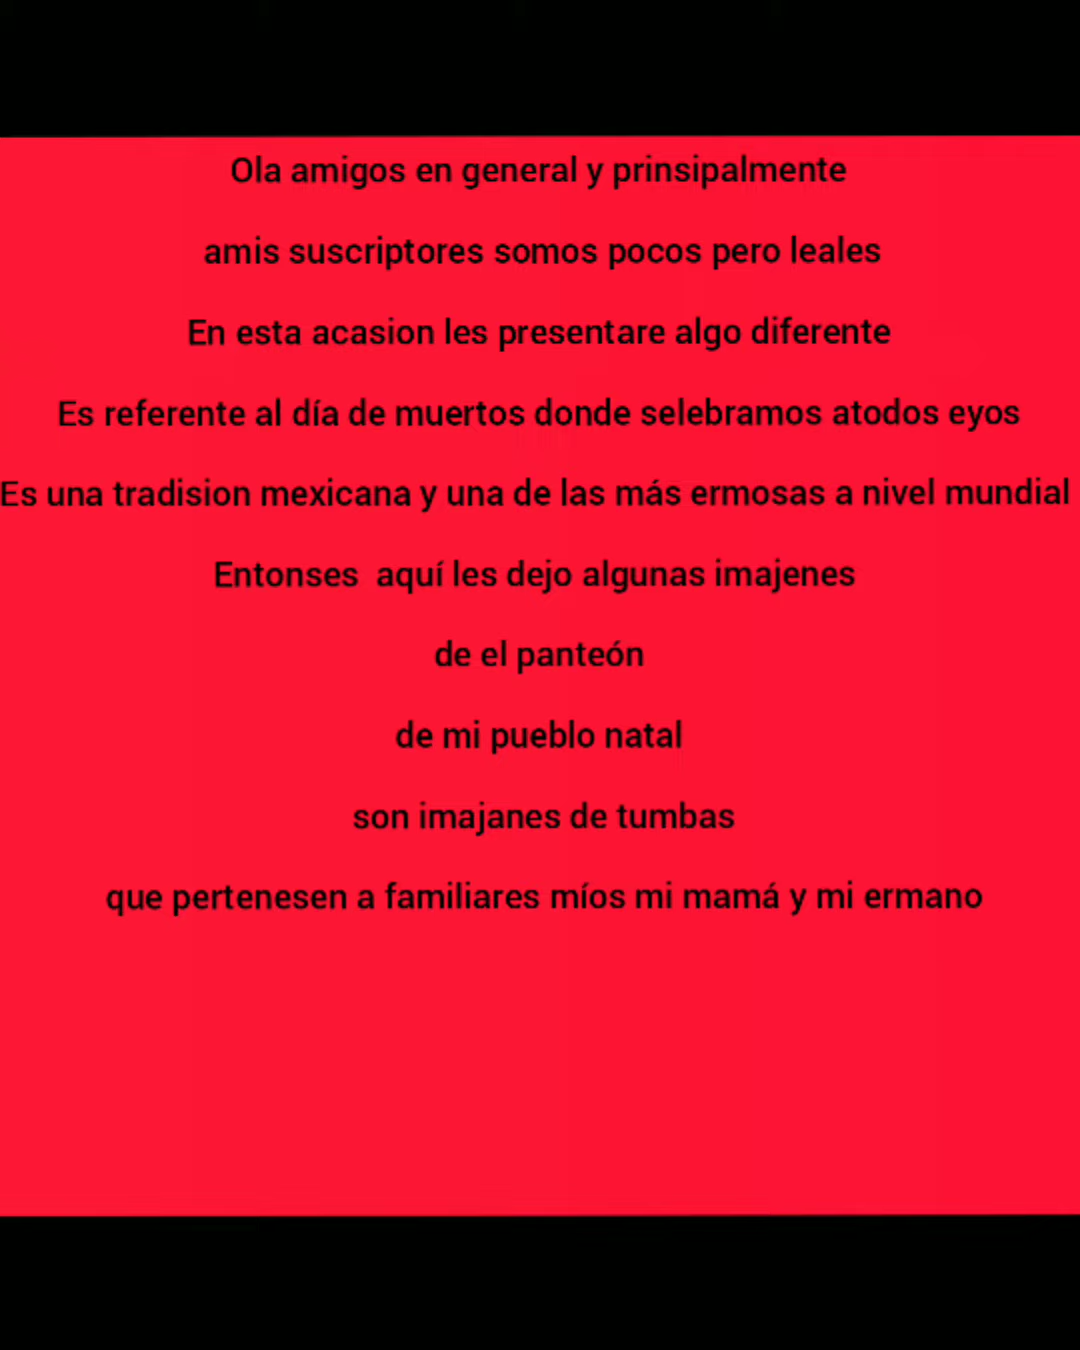 Ola amigos en general y prinsipalmente
amis suscriptores somos pocos pero leales
En esta acasion les presentare algo diferente
Es referente al día de muertos donde selebramos atodos eyos
Es una tradision mexicana y una de las más ermosas a nivel mundial
Entonses  aquí les dejo algunas imajenes
de el panteón
de mi pueblo natal
son imajanes de tumbas
que pertenesen a familiares míos mi mamá y mi ermano